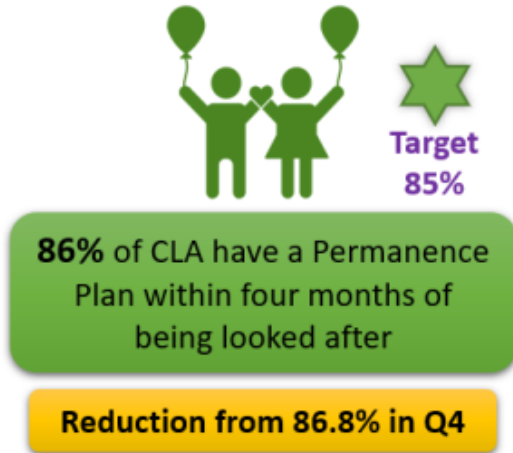 Target
85%
86% of CLA have a Permanence
Plan within four months of
being looked after
Reduction from 86.8% in Q4